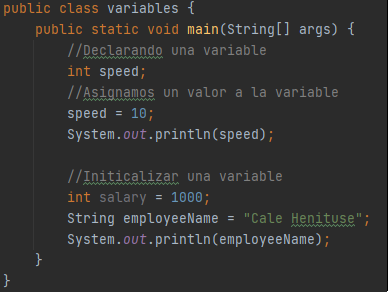 public class variables {
public static void main(String[] args) {
//Declarando una variable
int speed;
//Asignamos un valor a la variable
speed = 10;
System.out.println(speed);
//Initicalizar una variable
int salary = 1000;
String employeeName = "Cale Henituse";
System.out.println(employeeName);
}
}